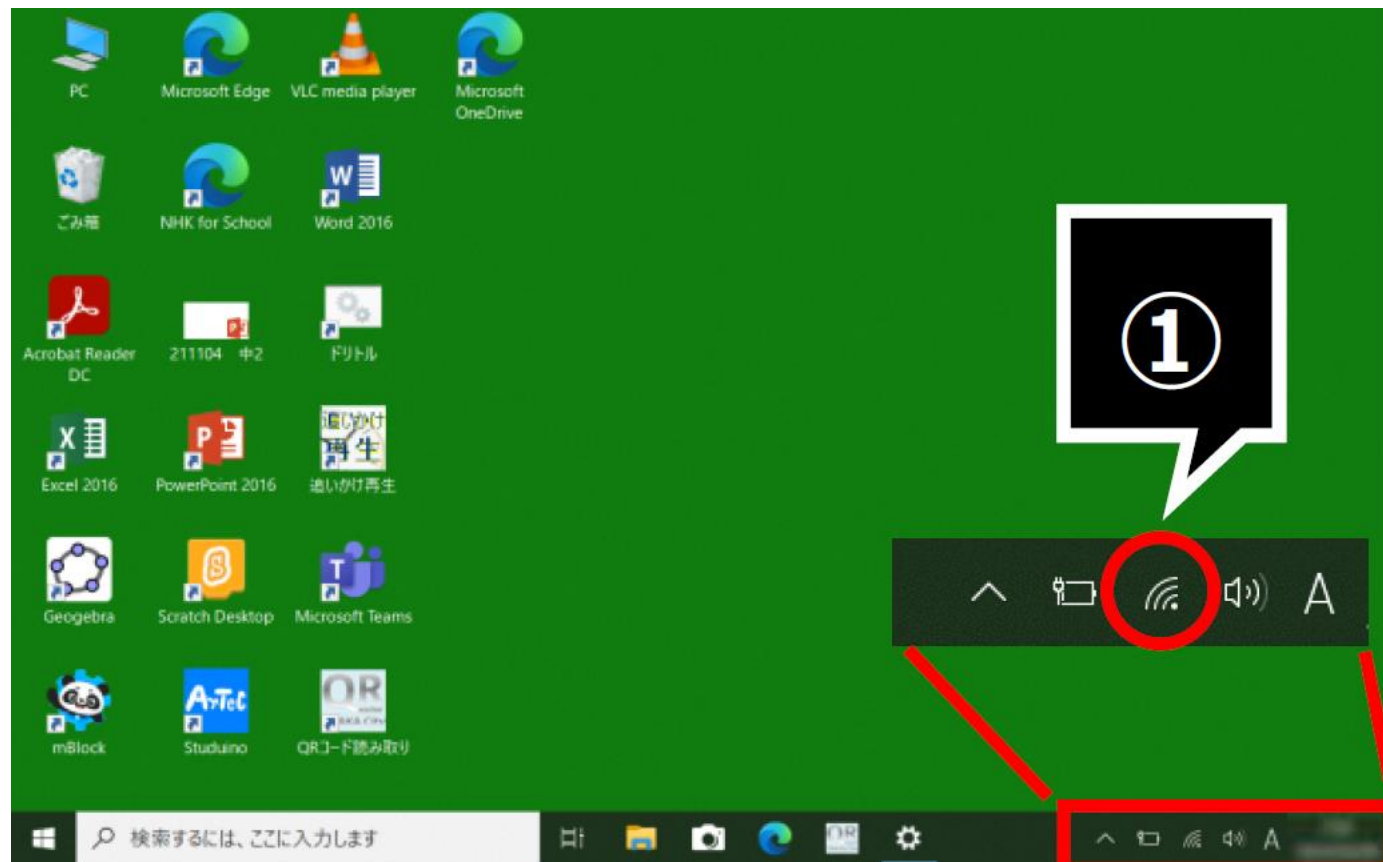 PC
Microsoft Edge
VLC media player
Microsoft
OneDrive
ごみ箱
NHK for School
Word 2016
Acrobat Reader
DC
211104 中2
ドリトル
Excel 2016
PowerPoint 2016
追いかけ
再生
追いかけ再生
Geogebra
Scratch Desktop
Microsoft Teams
mBlock
ArTeC
Studuino
QR
QRコード読み取り
①
A
検索するには、ここに入力します
QR
A